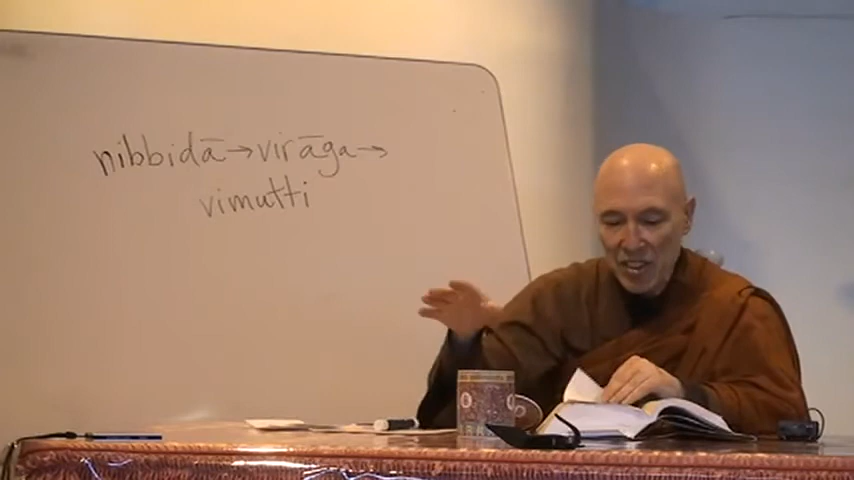 nibbidā → virāga →
vimutti